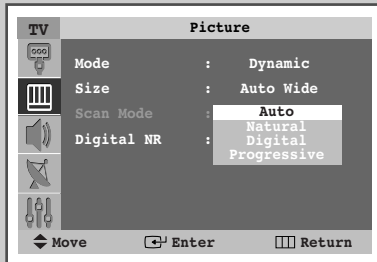 TV Picture
Mode : Dynamic
Size : Auto Wide
Scan Mode : Auto
Natural
Digital NR : Digital
Progressive
Move Enter Return